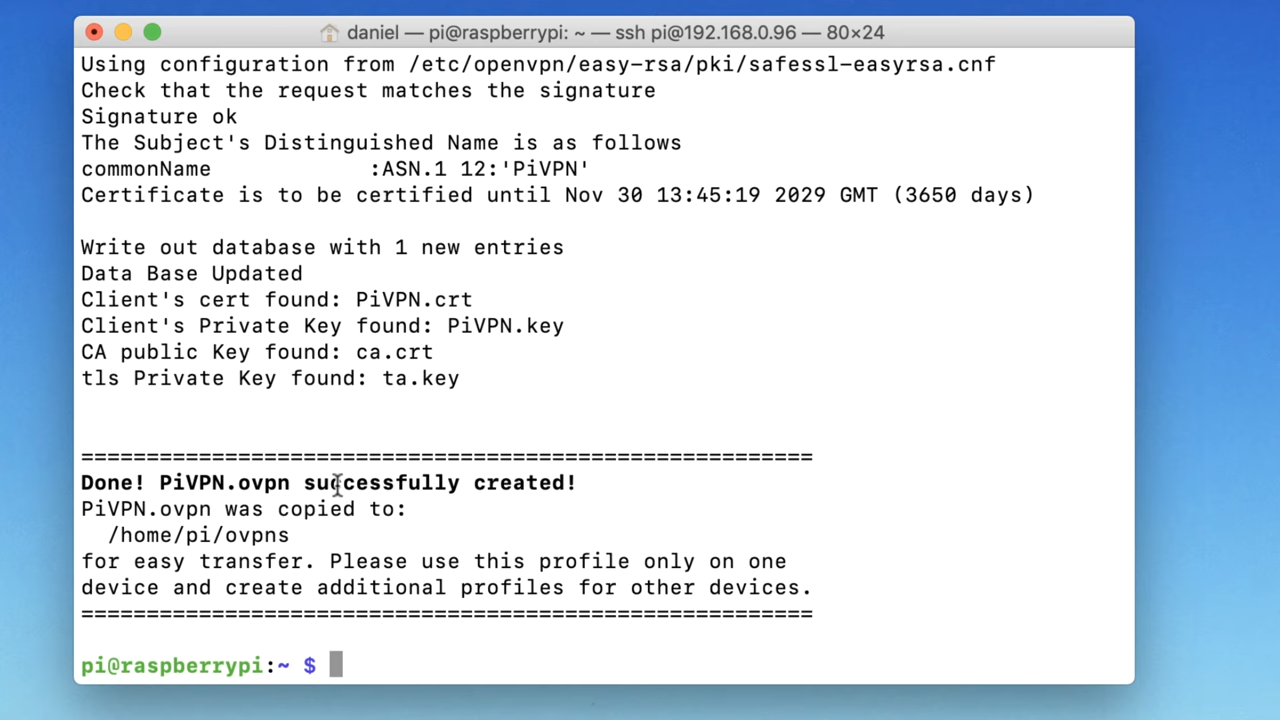 daniel — pi@raspberrypi: ~ — ssh pi@192.168.0.96 — 80×24
Using configuration from /etc/openvpn/easy-rsa/pki/safessl-easyrsa.cnf
Check that the request matches the signature
Signature ok
The Subject's Distinguished Name is as follows
commonName            :ASN.1 12:'PiVPN'
Certificate is to be certified until Nov 30 13:45:19 2029 GMT (3650 days)
Write out database with 1 new entries
Data Base Updated
Client's cert found: PiVPN.crt
Client's Private Key found: PiVPN.key
CA public Key found: ca.crt
tls Private Key found: ta.key
========================================================
Done! PiVPN.ovpn successfully created!
PiVPN.ovpn was copied to:
  /home/pi/ovpns
for easy transfer. Please use this profile only on one
device and create additional profiles for other devices.
========================================================
pi@raspberrypi:~ $